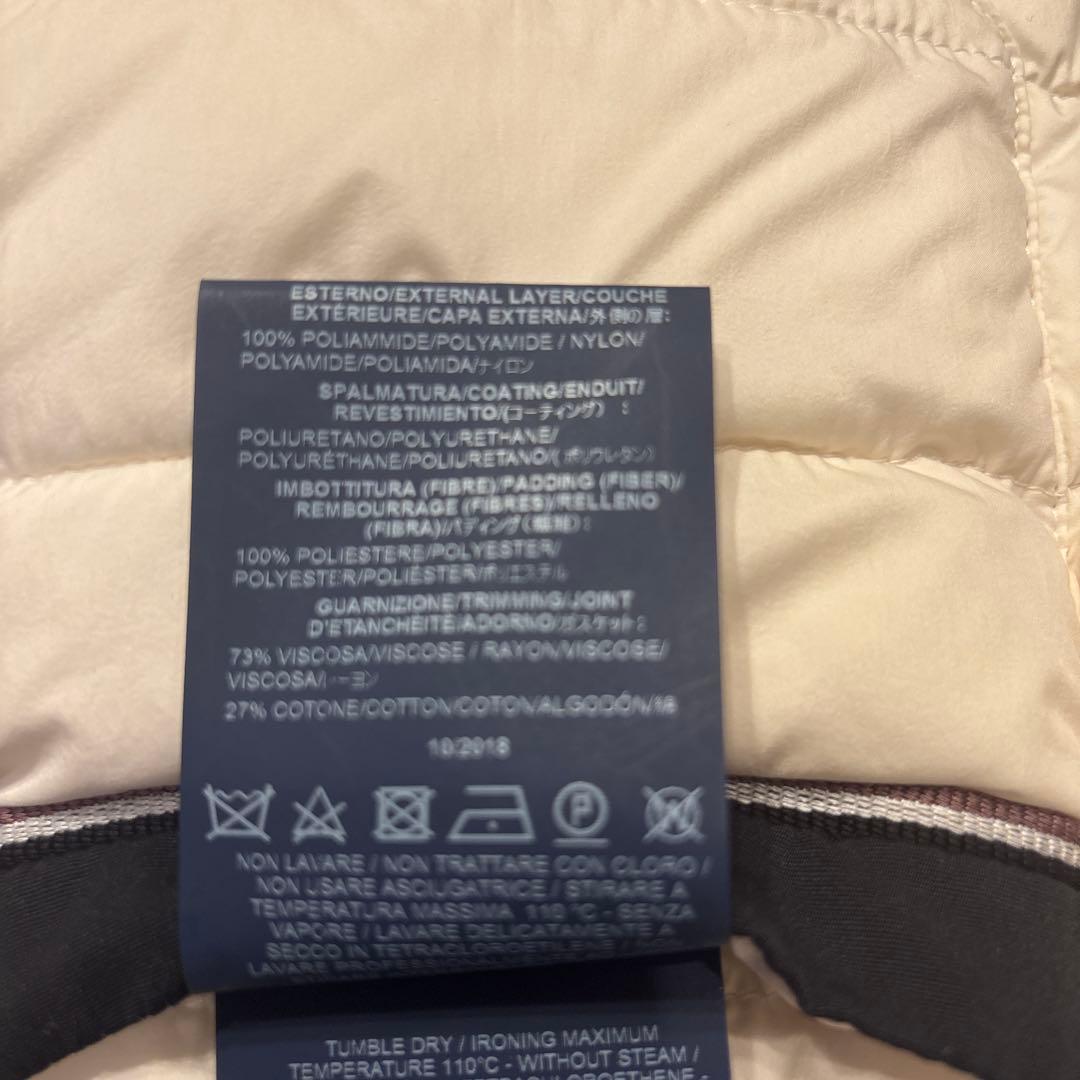 ESTERNO/EXTERNAL LAYER/COUCHE
EXTÉRIEURE/CAPA EXTERNA/外側の層:
100% POLIAMMIDE/POLYAMIDE / NYLON/
POLYAMIDE/POLIAMIDA/ナイロン
SPALMATURA/COATING/ENDUIT/
REVESTIMIENTO/(コーティング) :
POLIURETANO/POLYURETHANE/
POLYURÉTHANE/POLIURETANO/(ポリウレタン)
IMBOTTITURA (FIBRE)/PADDING (FIBER)/
REMBOURRAGE (FIBRES)/RELLENO
(FIBRA)/パディング(繊維):
100% POLIESTERE/POLYESTER/
POLYESTER/POLIÉSTER/ポリエステル
GUARNIZIONE/TRIMMING/JOINT
D'ETANCHEITÉ/ADORNO/ガスケット:
73% VISCOSA/VISCOSE / RAYON/VISCOSE/
VISCOSA/レーヨン
27% COTONE/COTTON/COTON/ALGODÓN/綿
10/2018
P
NON LAVARE / NON TRATTARE CON CLORO /
NON USARE ASCIUGATRICE / STIRARE A
TEMPERATURA MASSIMA 110 °C - SENZA
VAPORE / LAVARE DELICATAMENTE A
SECCO IN TETRACLOROETILENE /
LAVARE
TUMBLE DRY / IRONING MAXIMUM
TEMPERATURE 110°C - WITHOUT STEAM /